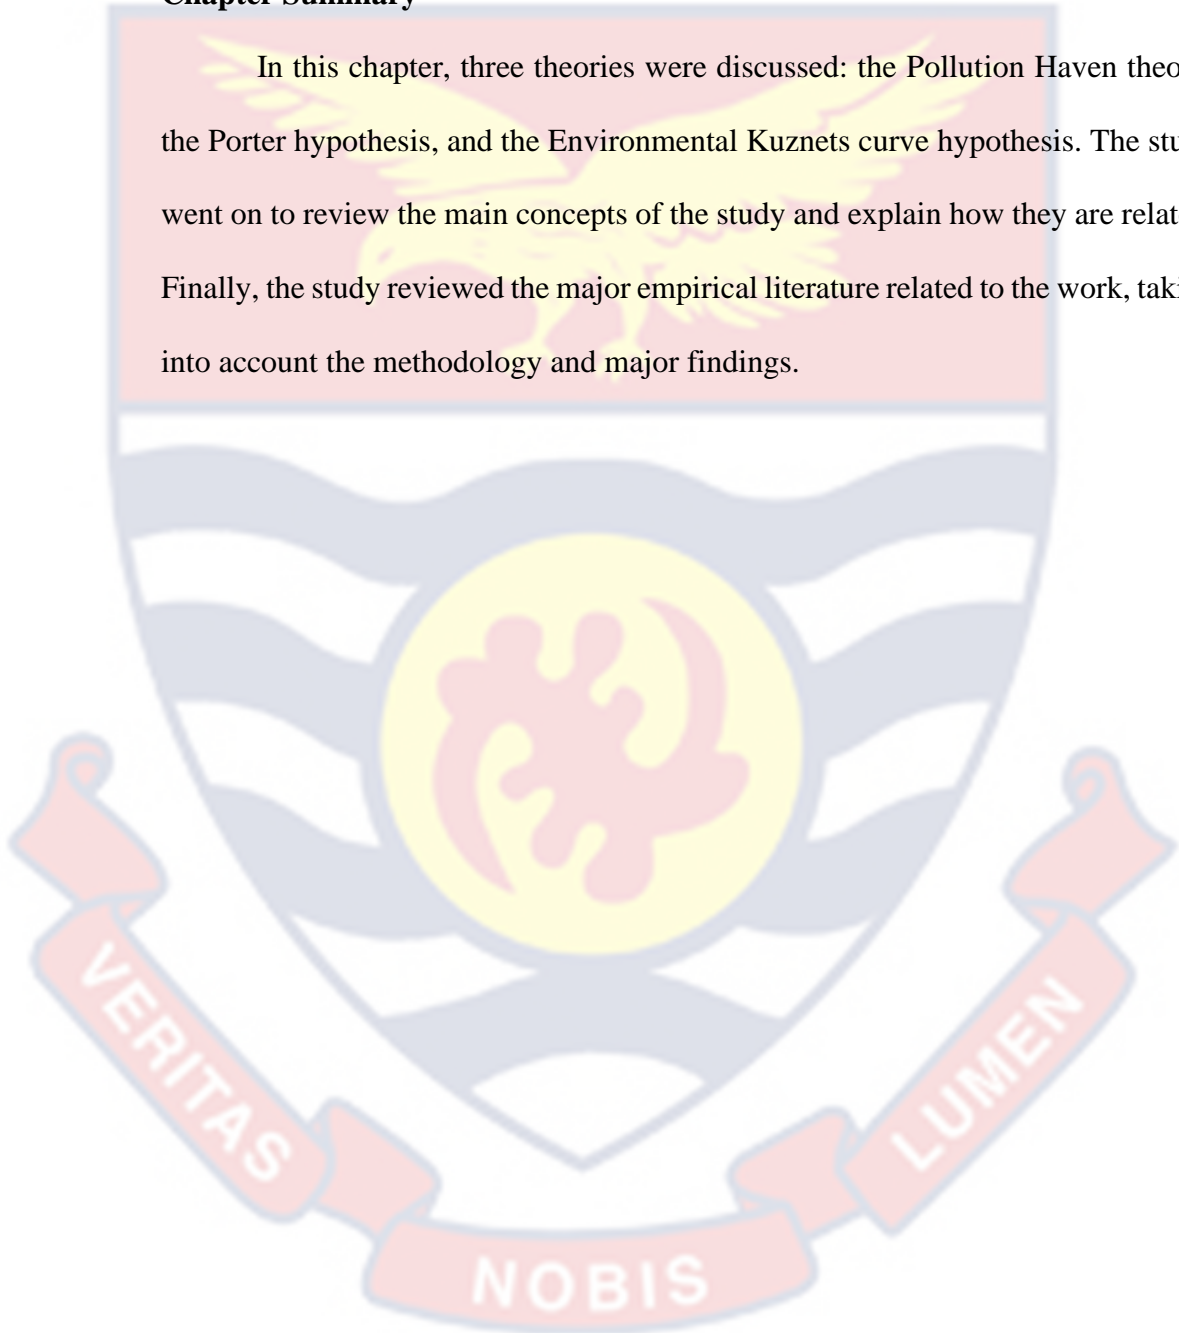 Chapter Summary
In this chapter, three theories were discussed: the Pollution Haven theo
the Porter hypothesis, and the Environmental Kuznets curve hypothesis. The stu
went on to review the main concepts of the study and explain how they are relat
Finally, the study reviewed the major empirical literature related to the work, taki
into account the methodology and major findings.
VERITAS
NOBIS
LUMEN